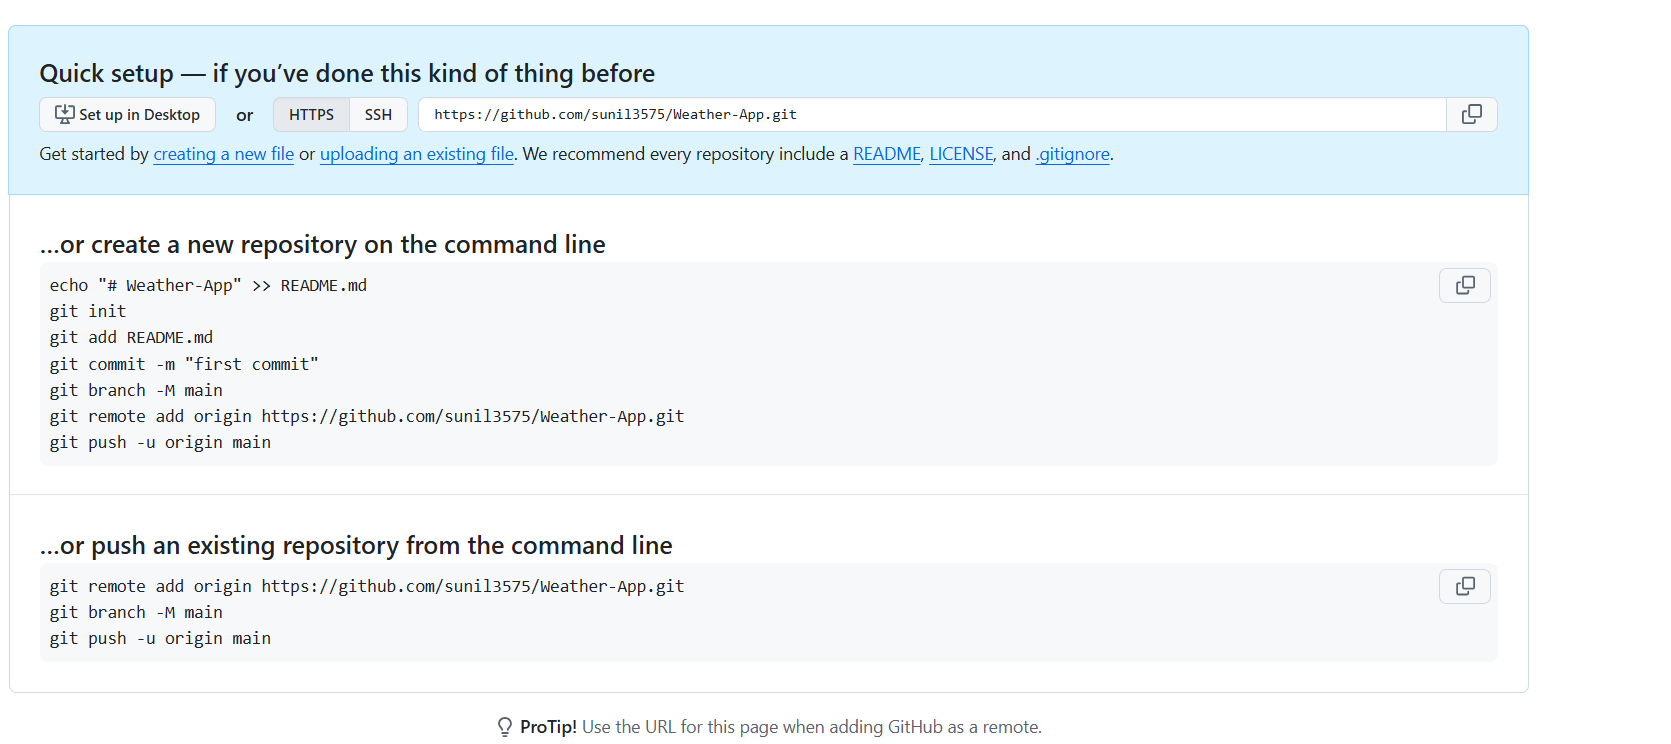 Quick setup — if you’ve done this kind of thing before
Set up in Desktop or HTTPS SSH https://github.com/sunil3575/Weather-App.git
Get started by creating a new file or uploading an existing file. We recommend every repository include a README, LICENSE, and .gitignore.
…or create a new repository on the command line
echo "# Weather-App" >> README.md
git init
git add README.md
git commit -m "first commit"
git branch -M main
git remote add origin https://github.com/sunil3575/Weather-App.git
git push -u origin main
…or push an existing repository from the command line
git remote add origin https://github.com/sunil3575/Weather-App.git
git branch -M main
git push -u origin main
ProTip! Use the URL for this page when adding GitHub as a remote.